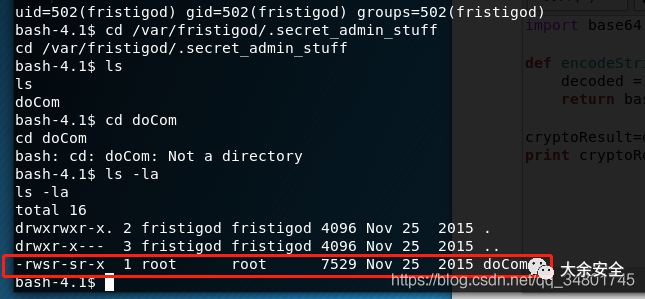 uid=502(fristigod) gid=502(fristigod) groups=502(fristigod)
bash-4.1$ cd /var/fristigod/.secret_admin_stuff
cd /var/fristigod/.secret_admin_stuff
bash-4.1$ ls
ls
doCom
bash-4.1$ cd doCom
cd doCom
bash: cd: doCom: Not a directory
bash-4.1$ ls -la
ls -la
total 16
drwxrwxr-x. 2 fristigod fristigod 4096 Nov 25  2015 .
drwxr-x---  3 fristigod fristigod 4096 Nov 25  2015 ..
-rwsr-sr-x  1 root      root      7529 Nov 25  2015 doCom
bash-4.1$
import base64
def encodeStri
decoded =
return bas
cryptoResult=e
print cryptoRe
大余安全
https://blog.csdn.net/qq_34801745